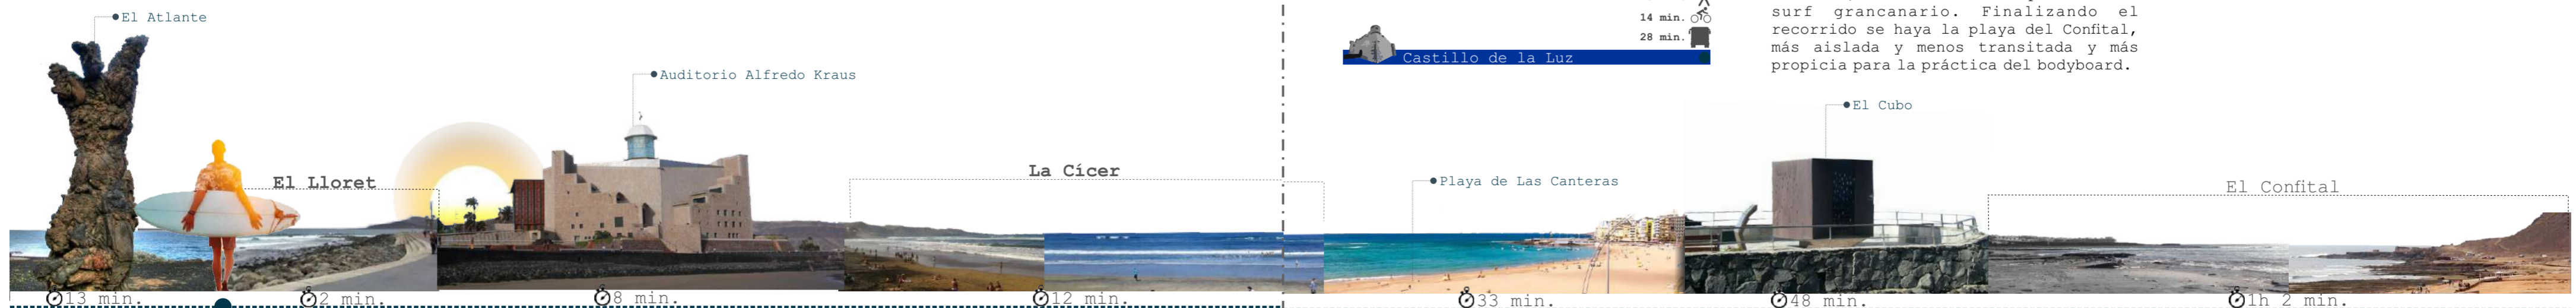 El Atlante
14 min.
surf grancanario. Finalizando el
recorrido se haya la playa del Confital,
más aislada y menos transitada y más
propicia para la práctica del bodyboard.
28 min.
Castillo de la Luz
Auditorio Alfredo Kraus
El Cubo
El Lloret
La Cícer
Playa de Las Canteras
El Confital
13 min.
2 min.
8 min.
12 min.
33 min.
48 min.
1h 2 min.